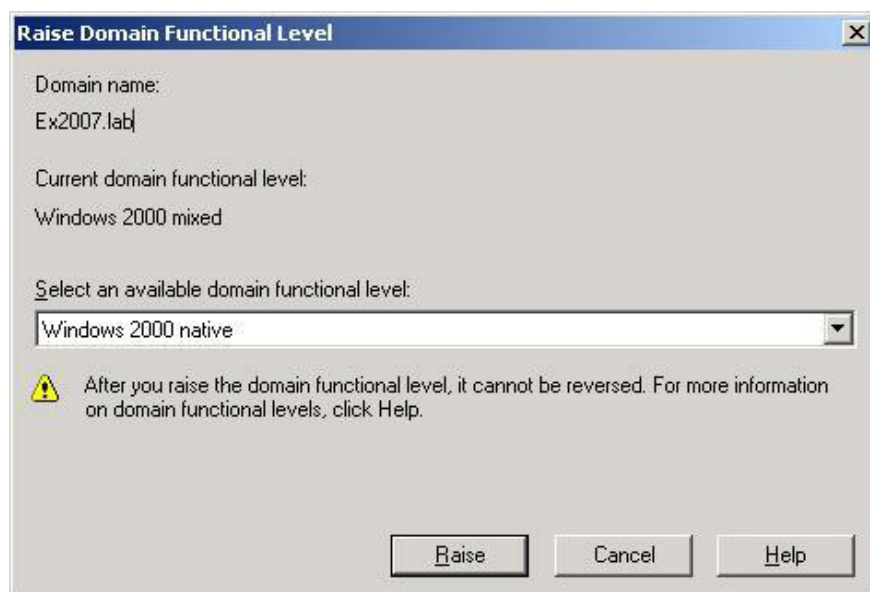 Raise Domain Functional Level
Domain name:
Ex2007.lab
Current domain functional level:
Windows 2000 mixed
Select an available domain functional level:
Windows 2000 native
After you raise the domain functional level, it cannot be reversed. For more information
on domain functional levels, click Help.
Raise
Cancel
Help